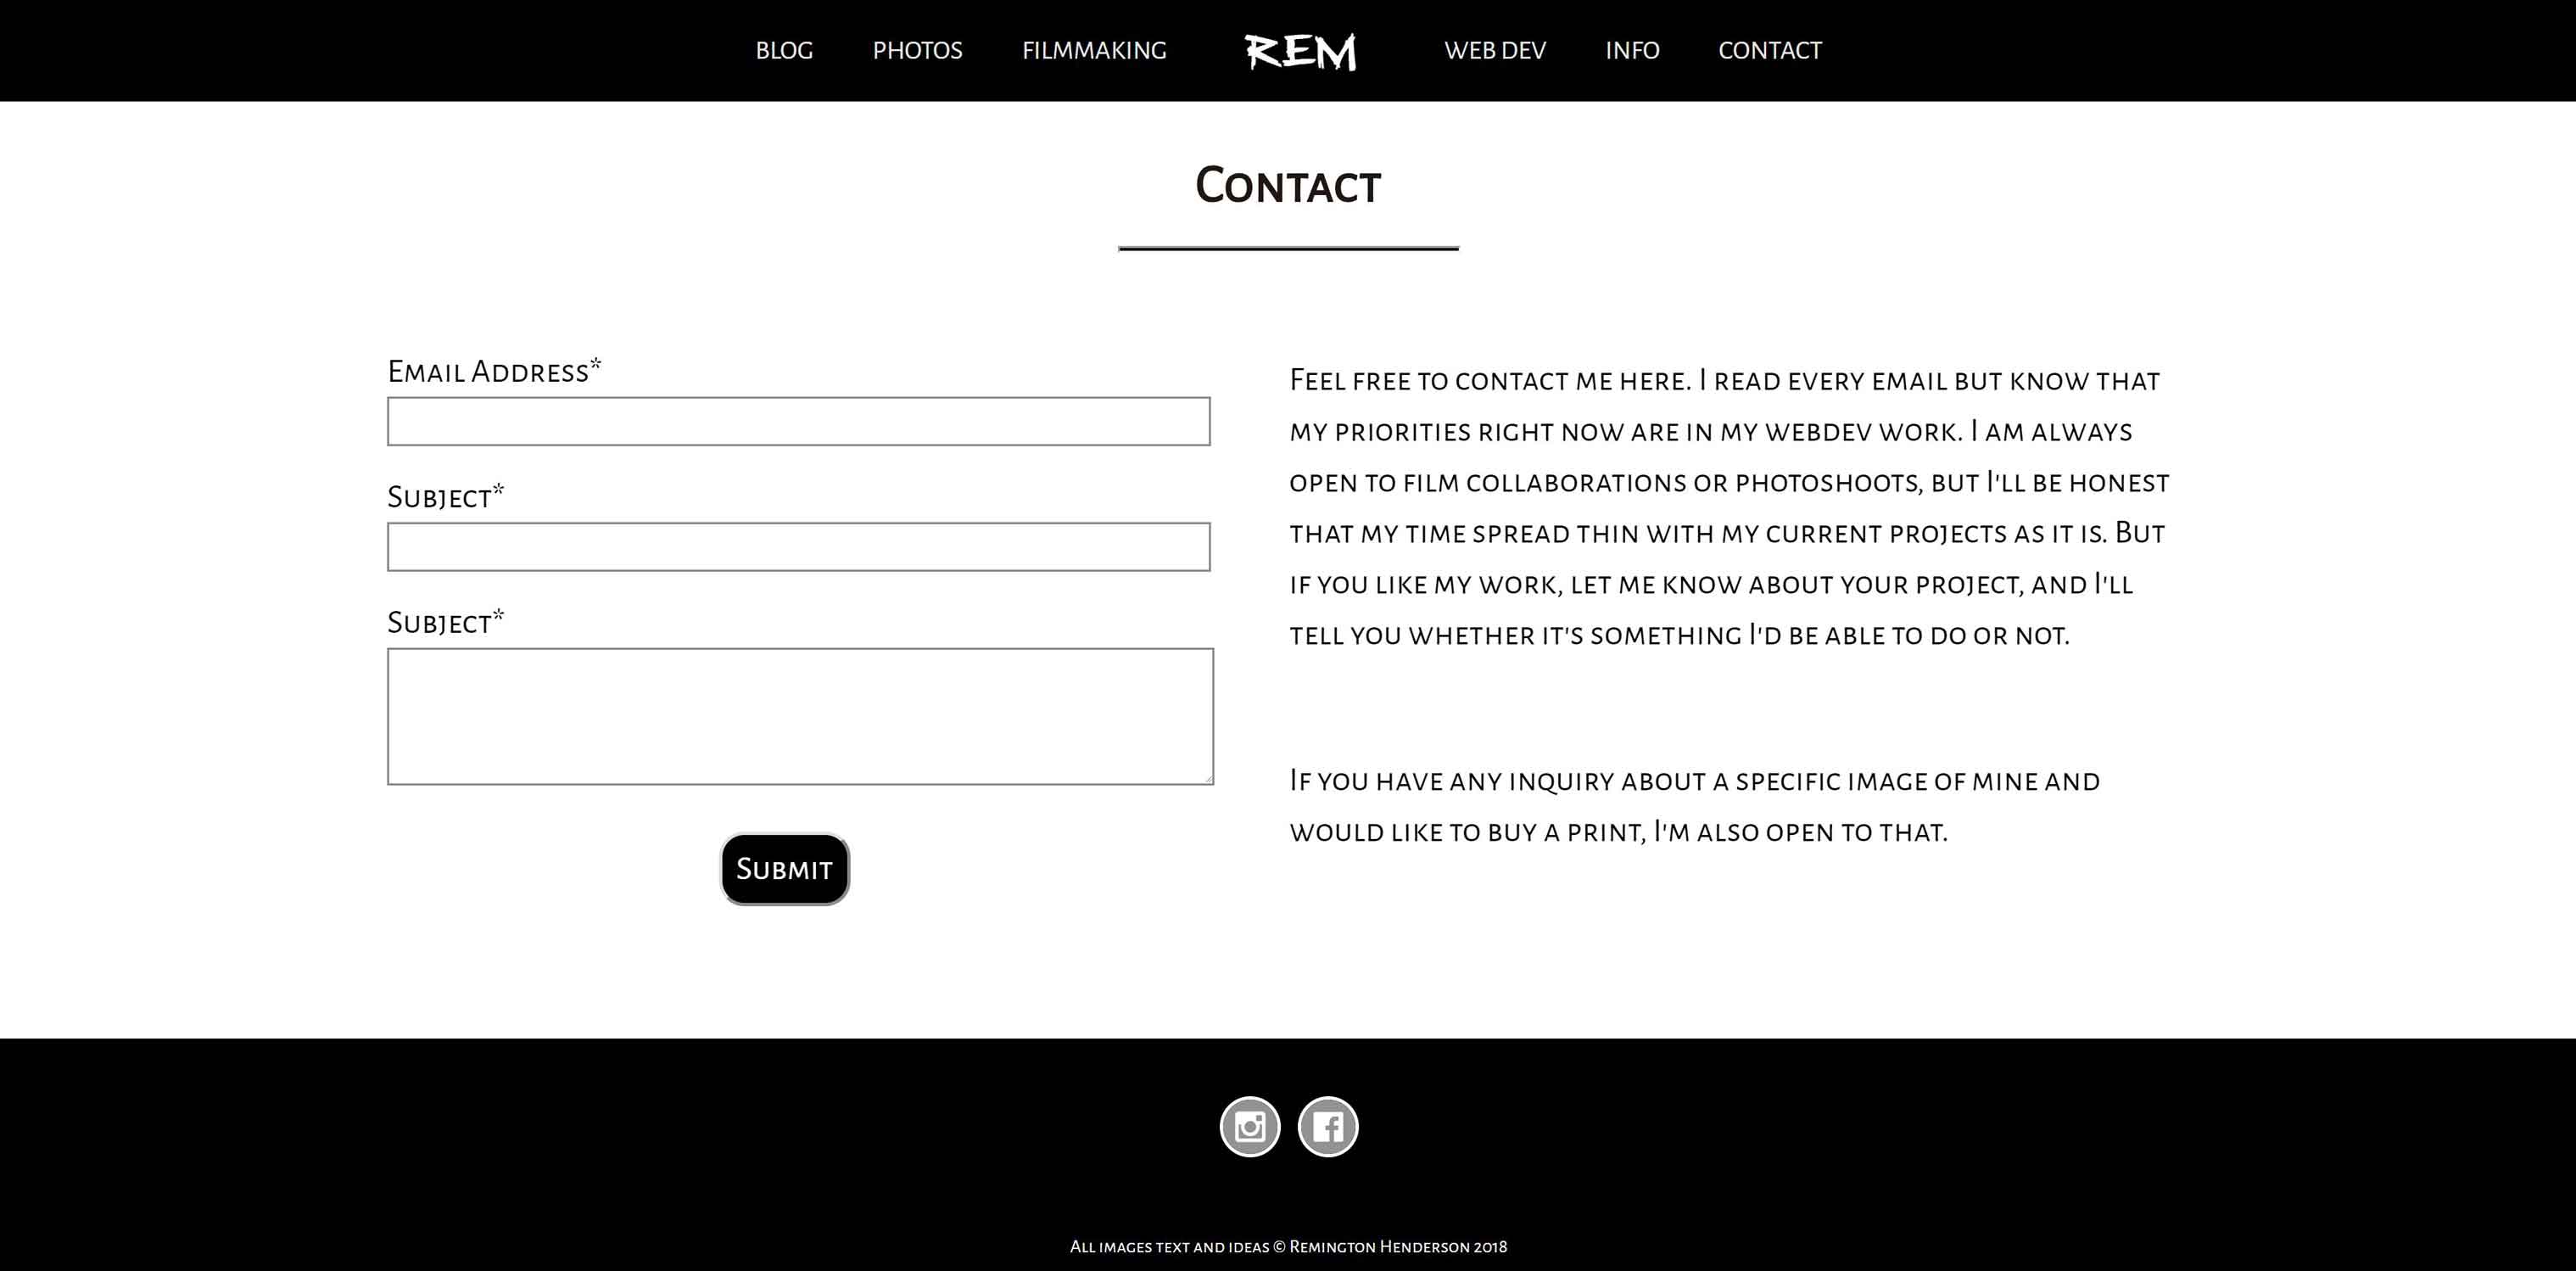 BLOG PHOTOS FILMMAKING REM WEB DEV INFO CONTACT
Contact
Email Address*
Subject*
Subject*
Submit
Feel free to contact me here. I read every email but know that
my priorities right now are in my webdev work. I am always
open to film collaborations or photoshoots, but I'll be honest
that my time spread thin with my current projects as it is. But
if you like my work, let me know about your project, and I'll
tell you whether it's something I'd be able to do or not.
If you have any inquiry about a specific image of mine and
would like to buy a print, I'm also open to that.
All images text and ideas © Remington Henderson 2018